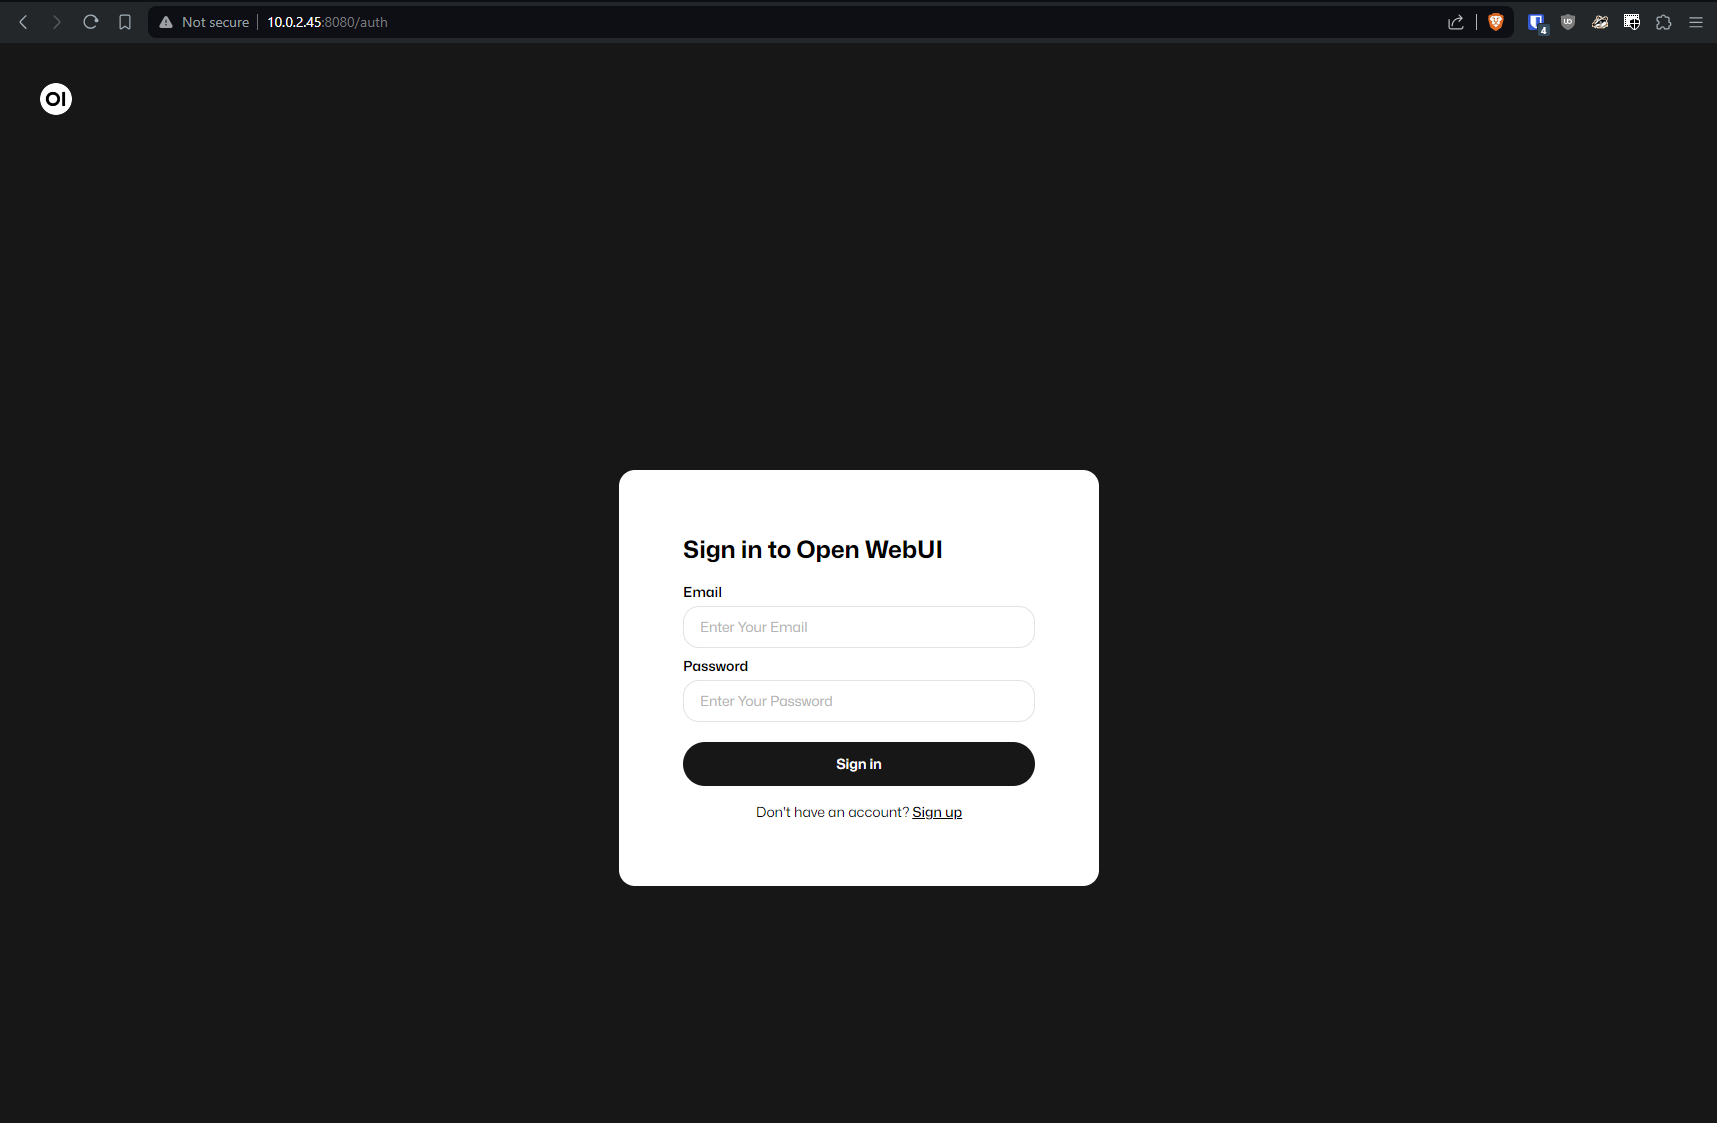 Not secure
10.0.2.45:8080/auth
4
OI
Sign in to Open WebUI
Email
Enter Your Email
Password
Enter Your Password
Sign in
Don't have an account? Sign up